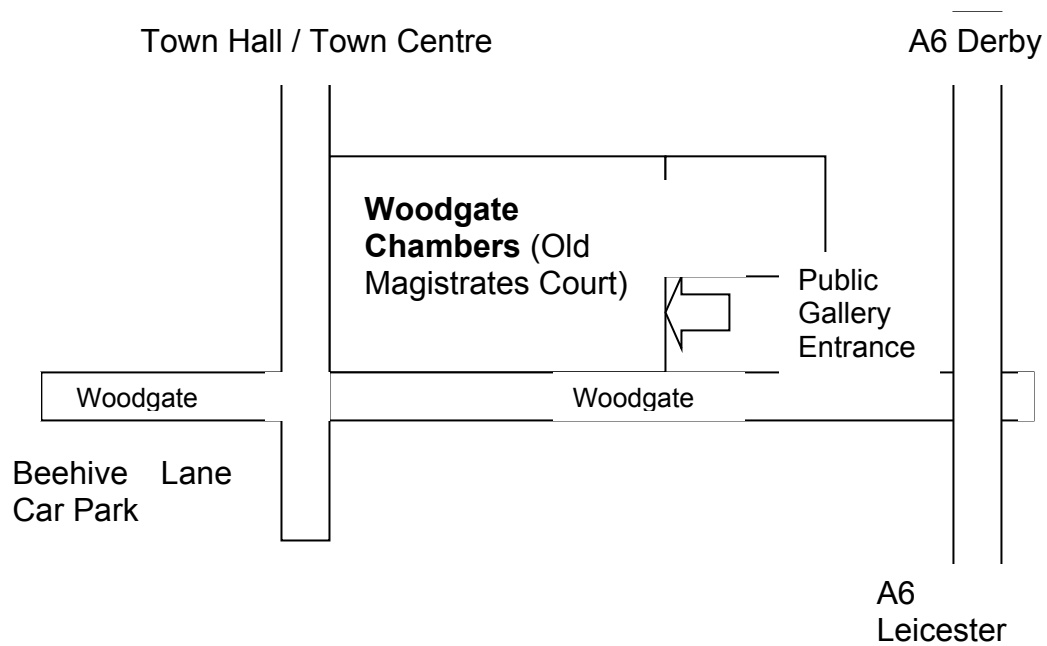 Town Hall / Town Centre
A6 Derby
Woodgate
Chambers (Old
Magistrates Court)
Public
Gallery
Entrance
Woodgate
Woodgate
Beehive Lane
Car Park
A6
Leicester